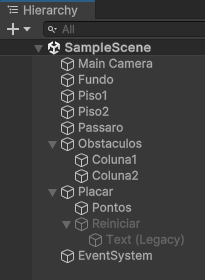 Hierarchy
+ All
SampleScene
Main Camera
Fundo
Piso1
Piso2
Passaro
Obstaculos
Coluna1
Coluna2
Placar
Pontos
Reiniciar
Text (Legacy)
EventSystem